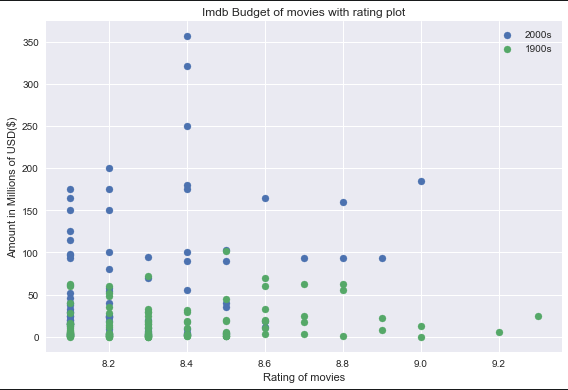 Imdb Budget of movies with rating plot
2000s
1900s
350
300
250
200
150
100
50
0
Amount in Millions of USD($)
8.2 8.4 8.6 8.8 9.0 9.2
Rating of movies